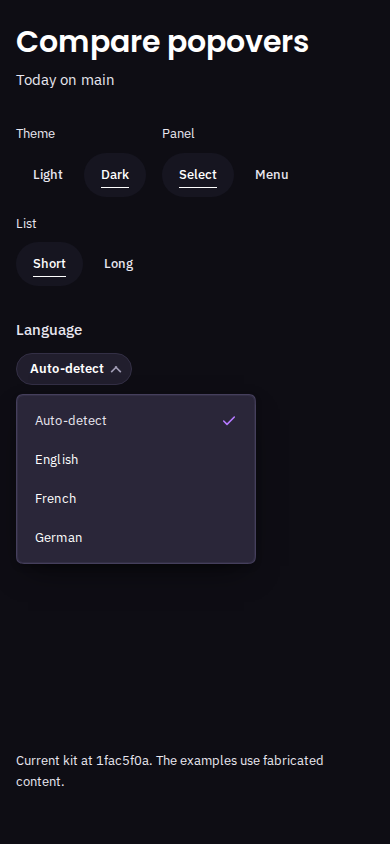 Compare popovers
Today on main
Theme
Panel
Light
Dark
Select
Menu
List
Short
Long
Language
Auto-detect
Auto-detect
English
French
German
Current kit at 1fac5f0a. The examples use fabricated
content.